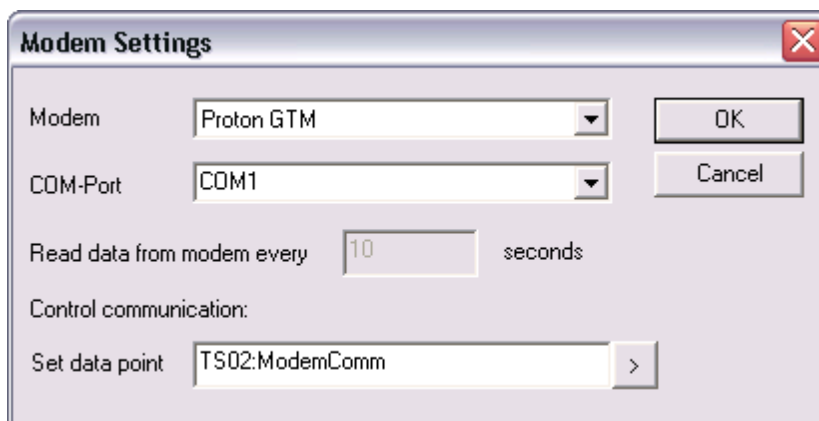 Modem Settings
Modem Proton GTM OK
COM-Port COM1 Cancel
Read data from modem every 10 seconds
Control communication:
Set data point TS02:ModemComm >